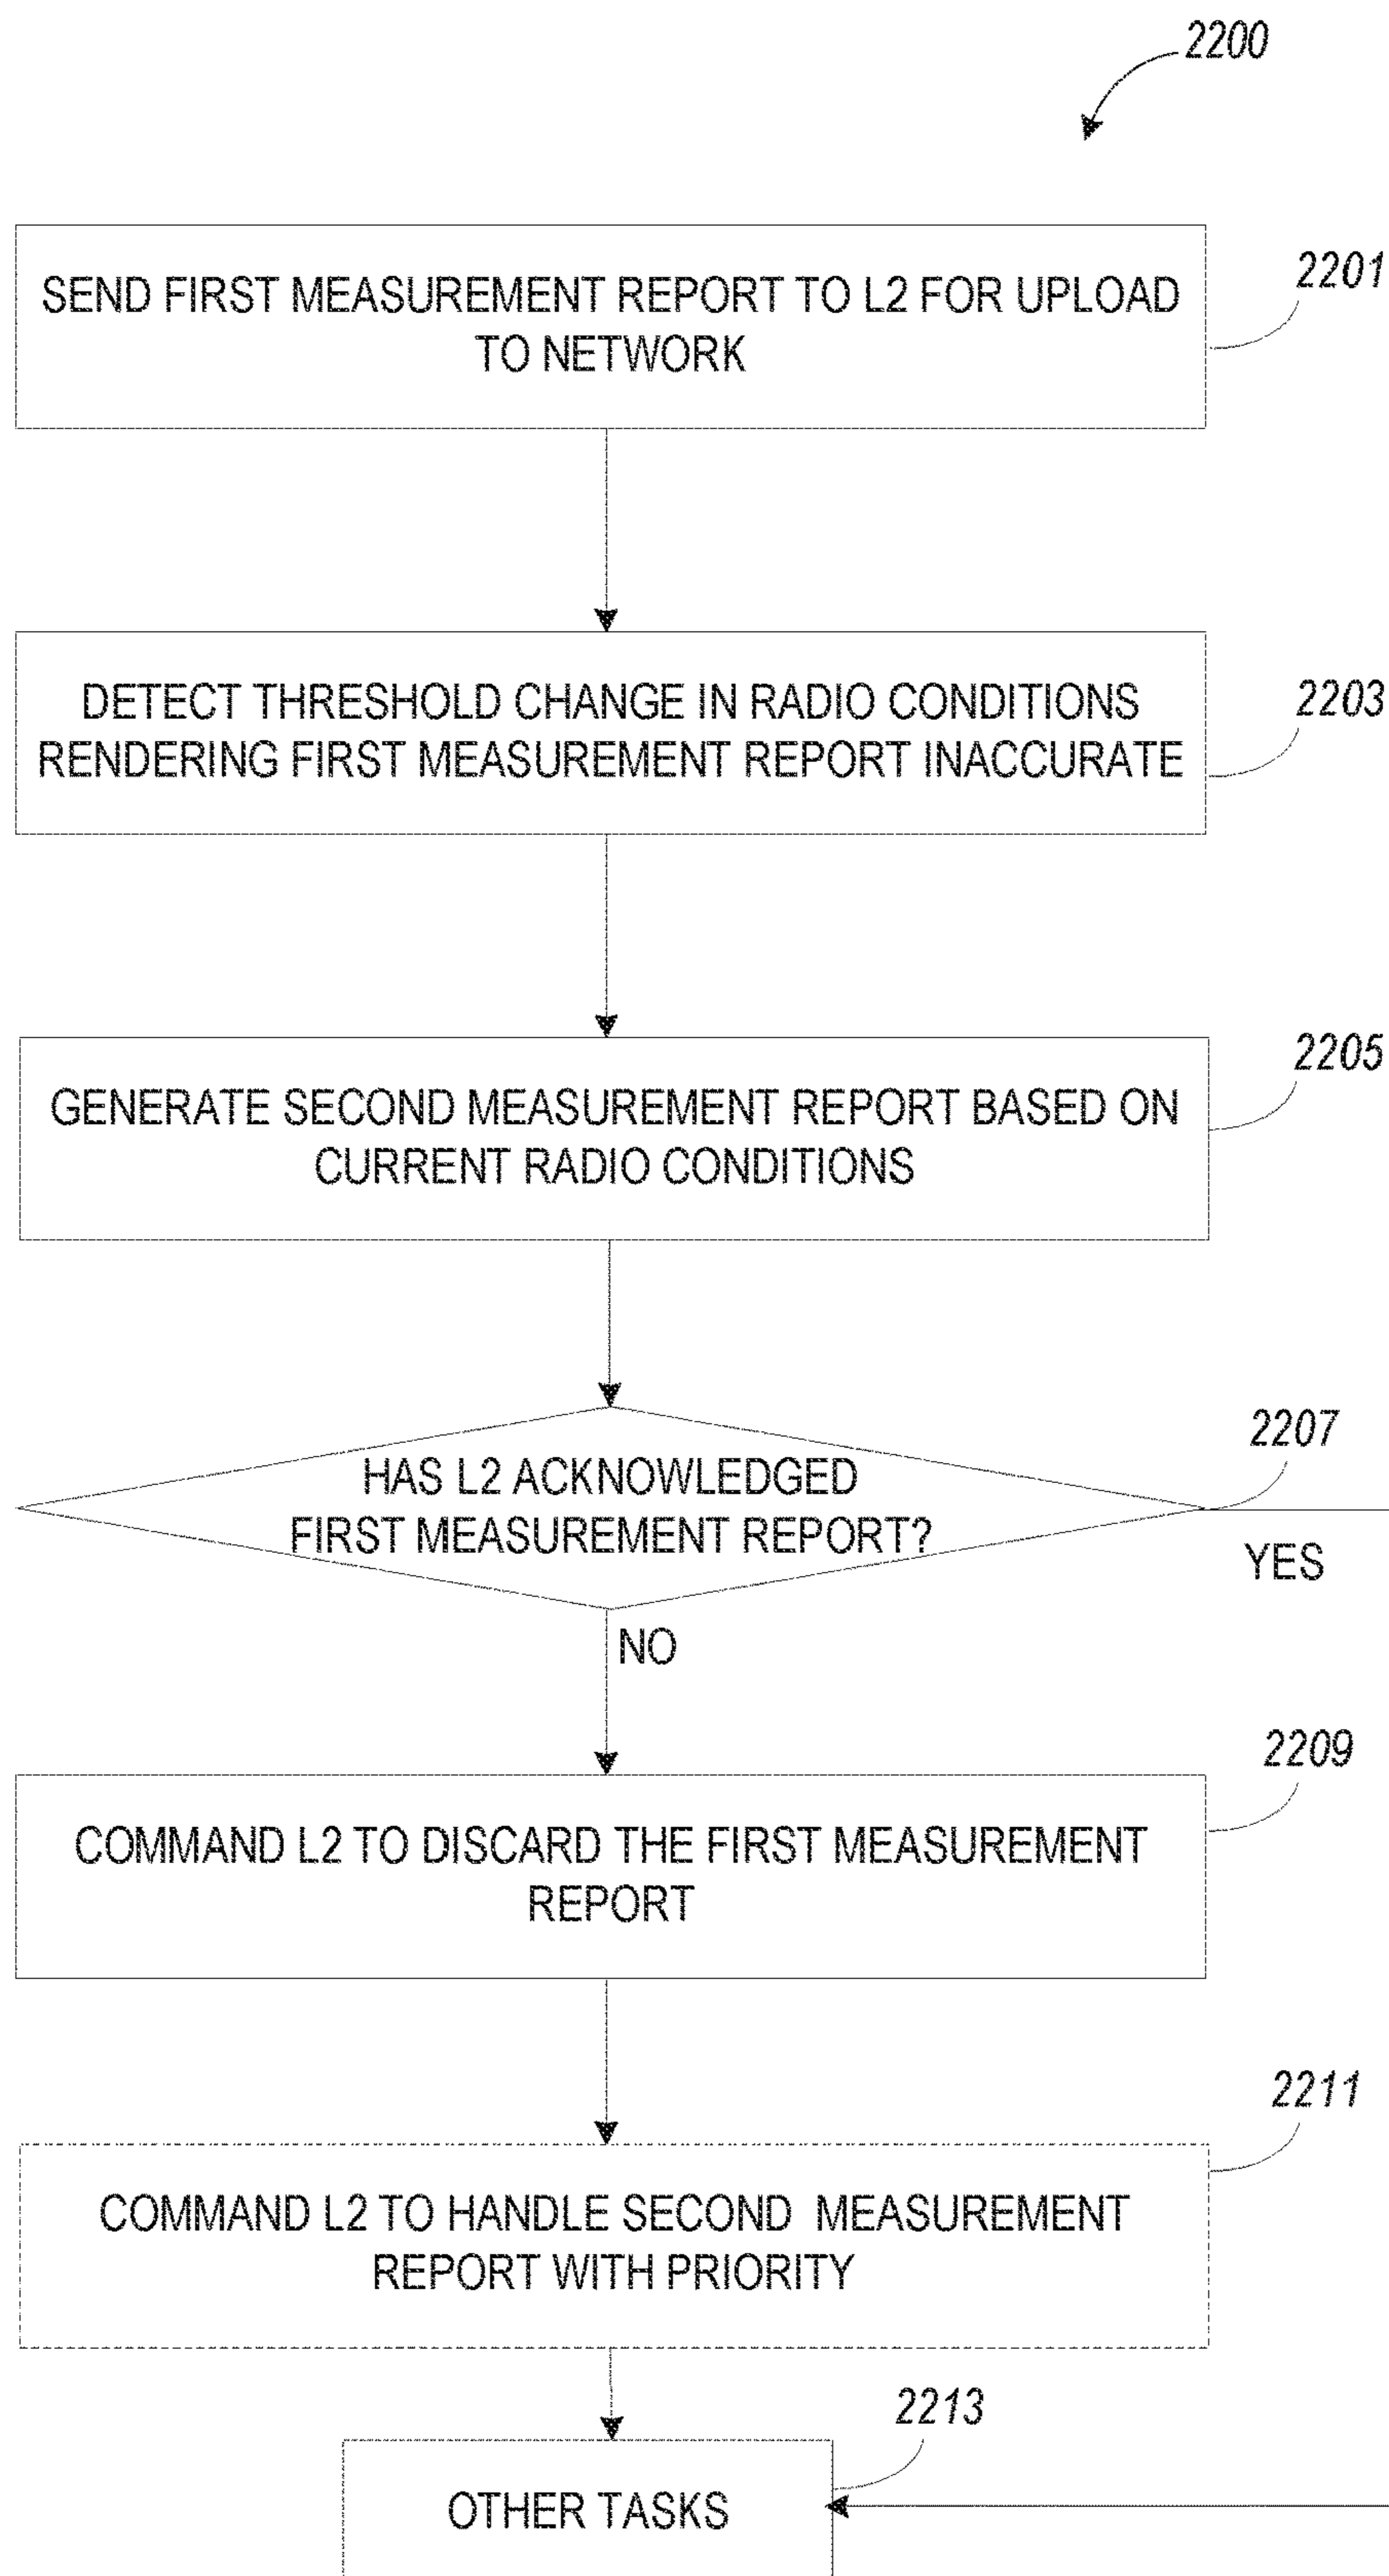 2200
SEND FIRST MEASUREMENT REPORT TO L2 FOR UPLOAD
TO NETWORK
2201
DETECT THRESHOLD CHANGE IN RADIO CONDITIONS
RENDERING FIRST MEASUREMENT REPORT INACCURATE
2203
GENERATE SECOND MEASUREMENT REPORT BASED ON
CURRENT RADIO CONDITIONS
2205
HAS L2 ACKNOWLEDGED
FIRST MEASUREMENT REPORT?
2207
YES
NO
COMMAND L2 TO DISCARD THE FIRST MEASUREMENT
REPORT
2209
COMMAND L2 TO HANDLE SECOND MEASUREMENT
REPORT WITH PRIORITY
2211
OTHER TASKS
2213